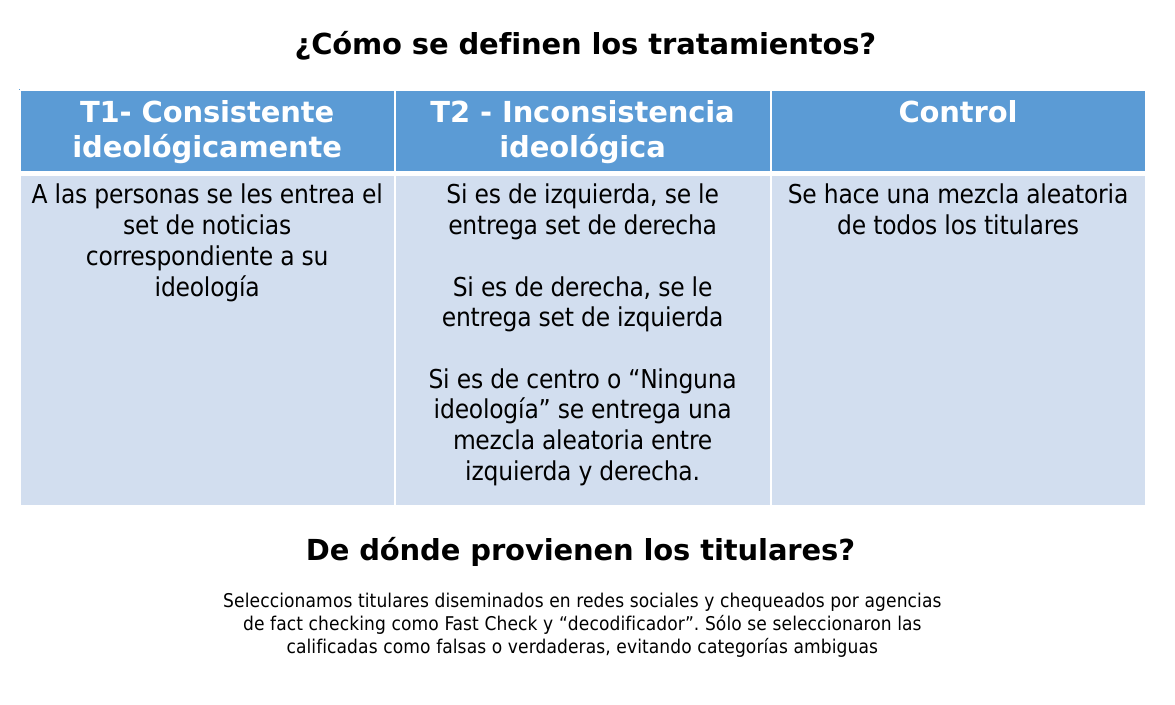 ¿Cómo se definen los tratamientos?
T1- Consistente
ideológicamente
T2 - Inconsistencia
ideológica
Control
A las personas se les entrea el
set de noticias
correspondiente a su
ideología
Si es de izquierda, se le
entrega set de derecha
Si es de derecha, se le
entrega set de izquierda
Si es de centro o “Ninguna
ideología” se entrega una
mezcla aleatoria entre
izquierda y derecha.
Se hace una mezcla aleatoria
de todos los titulares
De dónde provienen los titulares?
Seleccionamos titulares diseminados en redes sociales y chequeados por agencias
de fact checking como Fast Check y “decodificador”. Sólo se seleccionaron las
calificadas como falsas o verdaderas, evitando categorías ambiguas